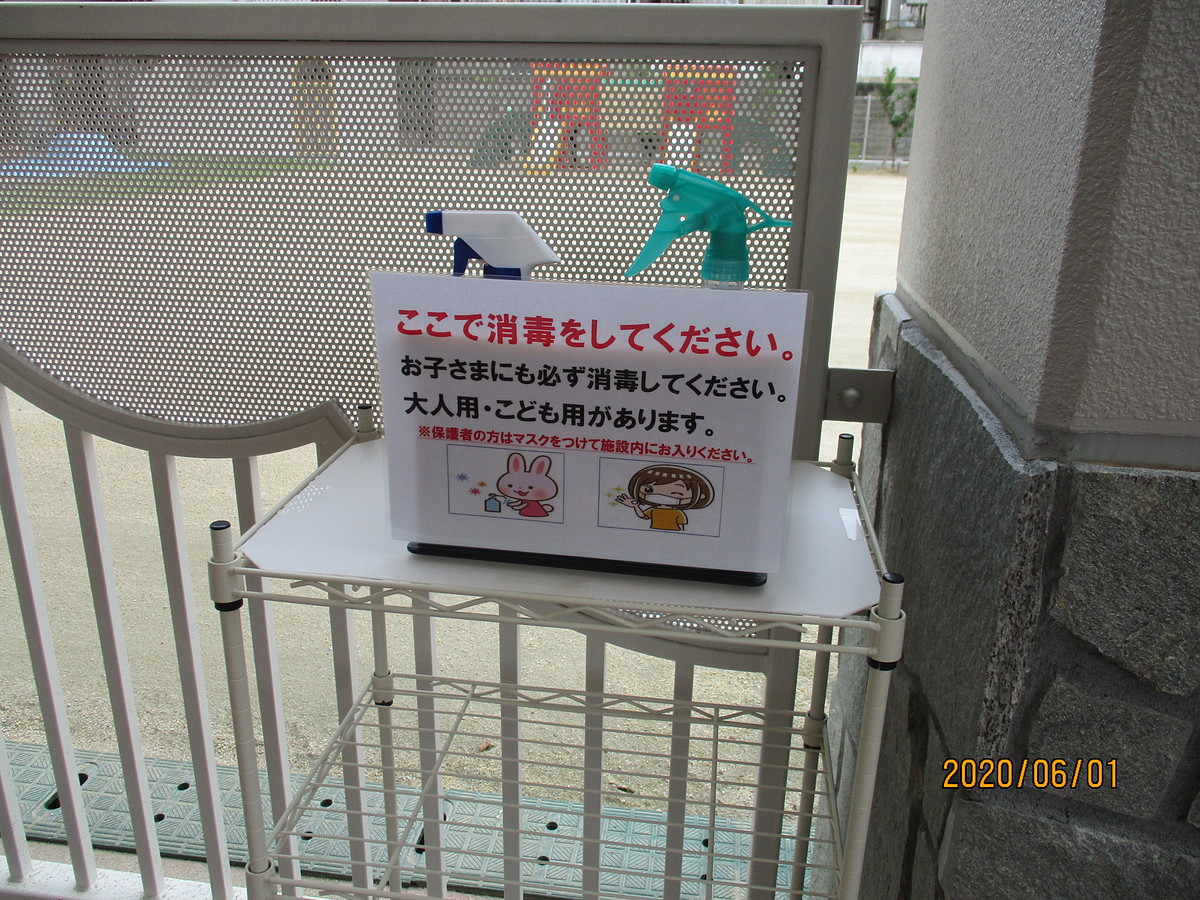 ここで消毒をしてください。
お子さまにも必ず消毒してください。
大人用・こども用があります。
※保護者の方はマスクをつけて施設内にお入りください。
2020/06/01